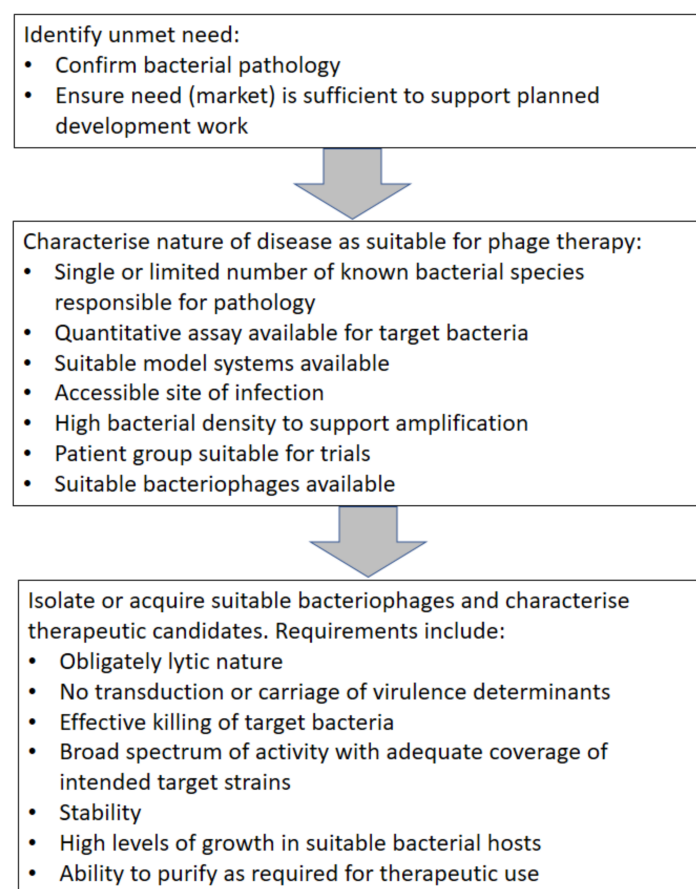 Identify unmet need:
• Confirm bacterial pathology
• Ensure need (market) is sufficient to support planned
development work
Characterise nature of disease as suitable for phage therapy:
• Single or limited number of known bacterial species
responsible for pathology
• Quantitative assay available for target bacteria
• Suitable model systems available
• Accessible site of infection
• High bacterial density to support amplification
• Patient group suitable for trials
• Suitable bacteriophages available
Isolate or acquire suitable bacteriophages and characterise
therapeutic candidates. Requirements include:
• Obligately lytic nature
• No transduction or carriage of virulence determinants
• Effective killing of target bacteria
• Broad spectrum of activity with adequate coverage of
intended target strains
• Stability
• High levels of growth in suitable bacterial hosts
• Ability to purify as required for therapeutic use